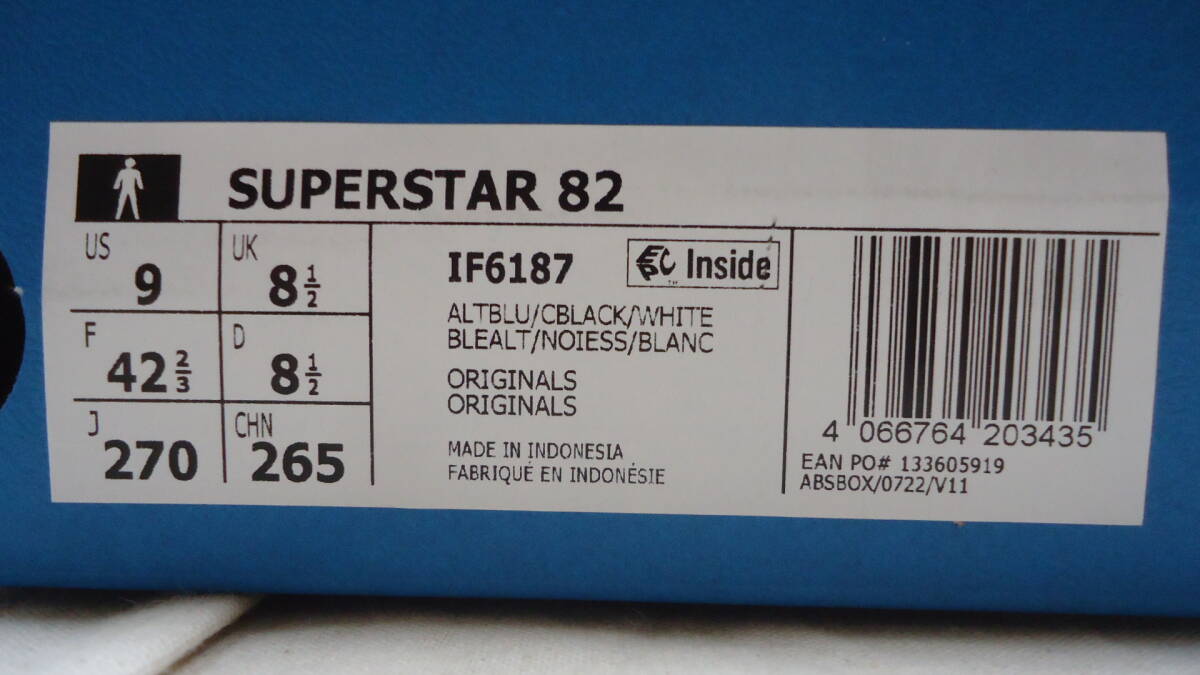 SUPERSTAR 82
US 9
UK 8 1/2
F 42 2/3
D 8 1/2
J 270
CHN 265
IF6187
EPC Inside
™
ALTBLU/CBLACK/WHITE
BLEALT/NOIESS/BLANC
ORIGINALS
ORIGINALS
MADE IN INDONESIA
FABRIQUÉ EN INDONÉSIE
4 066764 203435
EAN PO# 133605919
ABSBOX/0722/V11